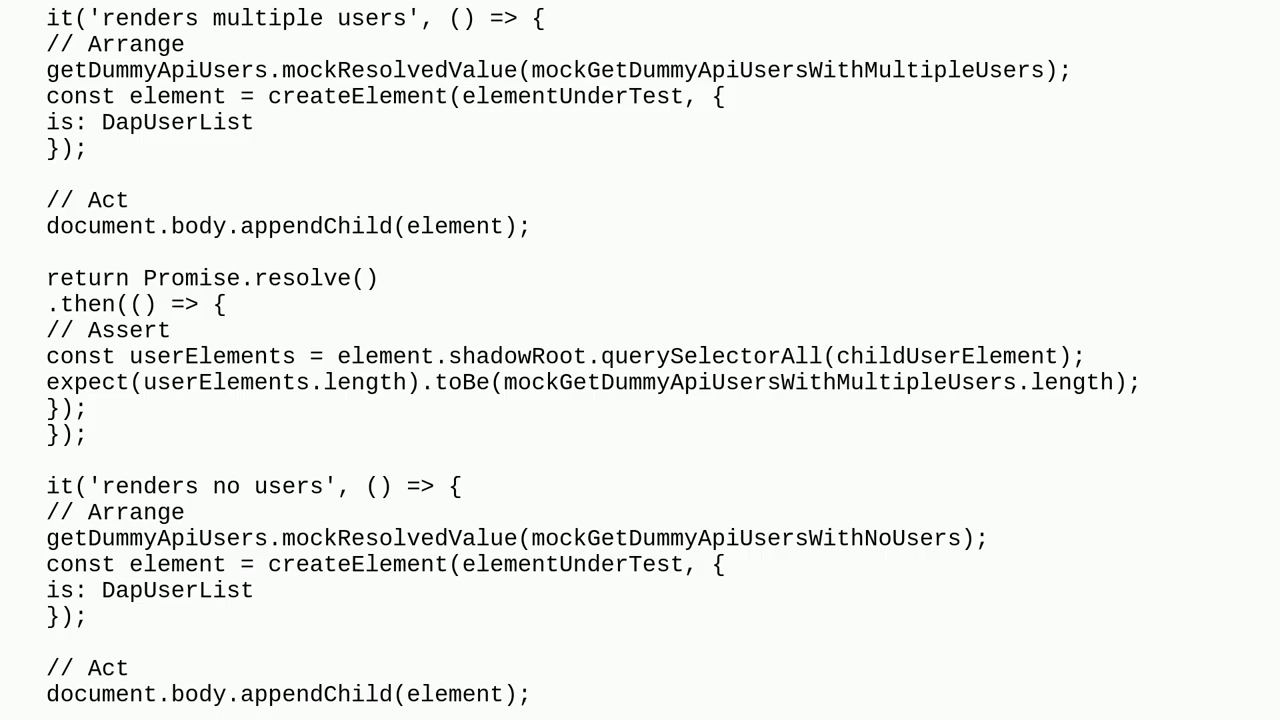 it('renders multiple users', () => {
// Arrange
getDummyApiUsers.mockResolvedValue(mockGetDummyApiUsersWithMultipleUsers);
const element = createElement(elementUnderTest, {
is: DapUserList
});

// Act
document.body.appendChild(element);

return Promise.resolve()
.then(() => {
// Assert
const userElements = element.shadowRoot.querySelectorAll(childUserElement);
expect(userElements.length).toBe(mockGetDummyApiUsersWithMultipleUsers.length);
});
});

it('renders no users', () => {
// Arrange
getDummyApiUsers.mockResolvedValue(mockGetDummyApiUsersWithNoUsers);
const element = createElement(elementUnderTest, {
is: DapUserList
});

// Act
document.body.appendChild(element);